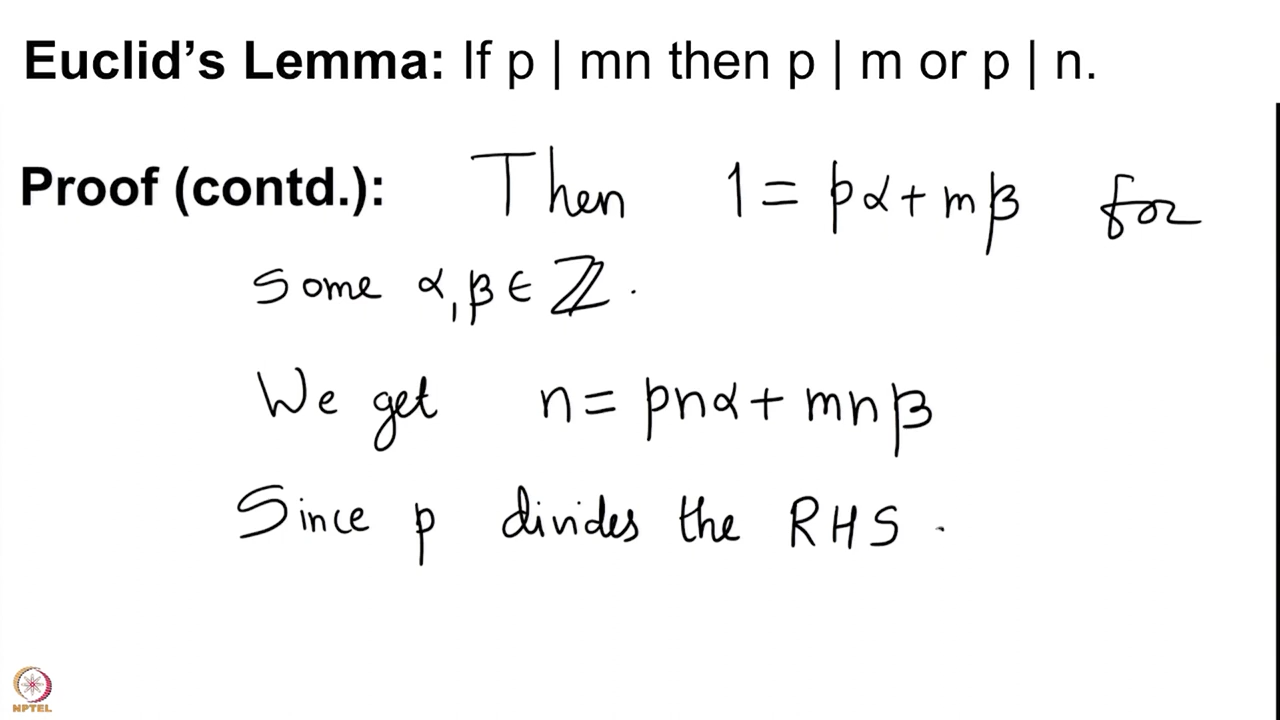 Euclid's Lemma: If p | mn then p | m or p | n.
Proof (contd.): Then 1 = pα + mβ for
some α, β ∈ ℤ.
We get n = pnα + mnβ
Since p divides the RHS .
NPTEL